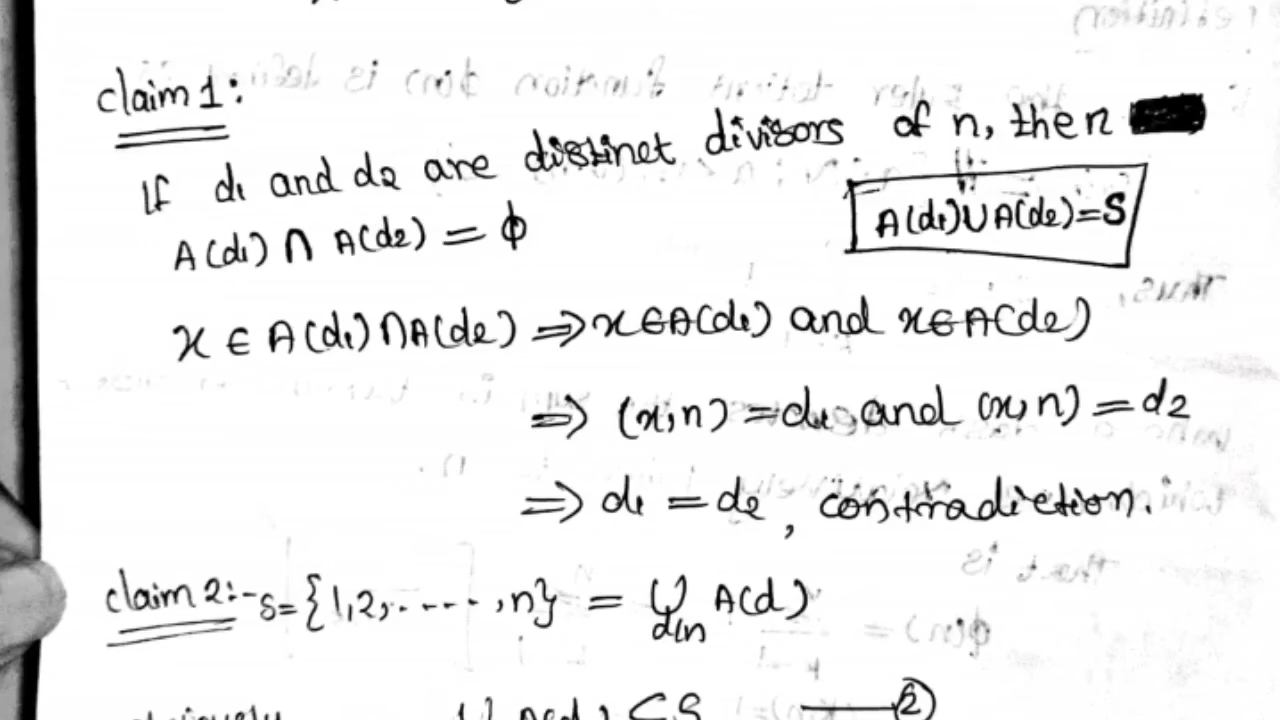 claim 1:
If d1 and d2 are distinct divisors of n, then
A(d1) ∩ A(d2) = ϕ
A(d1)∪A(d2)=S
x ∈ A(d1)∩A(d2) ⇒ x∈A(d1) and x∈A(d2)
⇒ (x,n) = d1 and (x,n) = d2
⇒ d1 = d2, contradiction.
claim 2:- S={1,2,.....,n} = ∪ A(d)
d|n
∪ A(d) ⊆ S —— ②